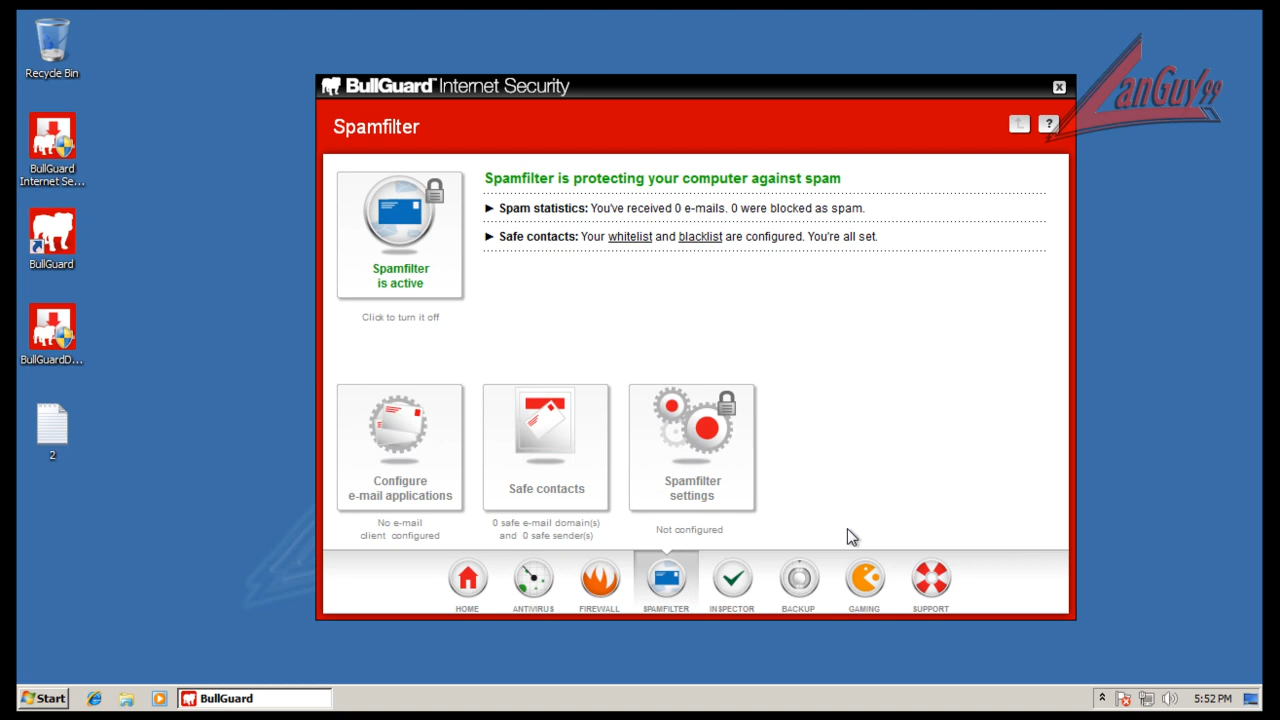 Recycle Bin
BullGuard
Internet Se...
BullGuard
BullGuardD...
2
BullGuard Internet Security
LanGuy99
Spamfilter
?
Spamfilter
is active
Click to turn it off
Spamfilter is protecting your computer against spam
Spam statistics: You've received 0 e-mails. 0 were blocked as spam.
Safe contacts: Your whitelist and blacklist are configured. You're all set.
Configure
e-mail applications
No e-mail
client configured
Safe contacts
0 safe e-mail domain(s)
and 0 safe sender(s)
Spamfilter
settings
Not configured
HOME ANTIVIRUS FIREWALL SPAMFILTER INSPECTOR BACKUP GAMING SUPPORT
Start BullGuard 5:52 PM